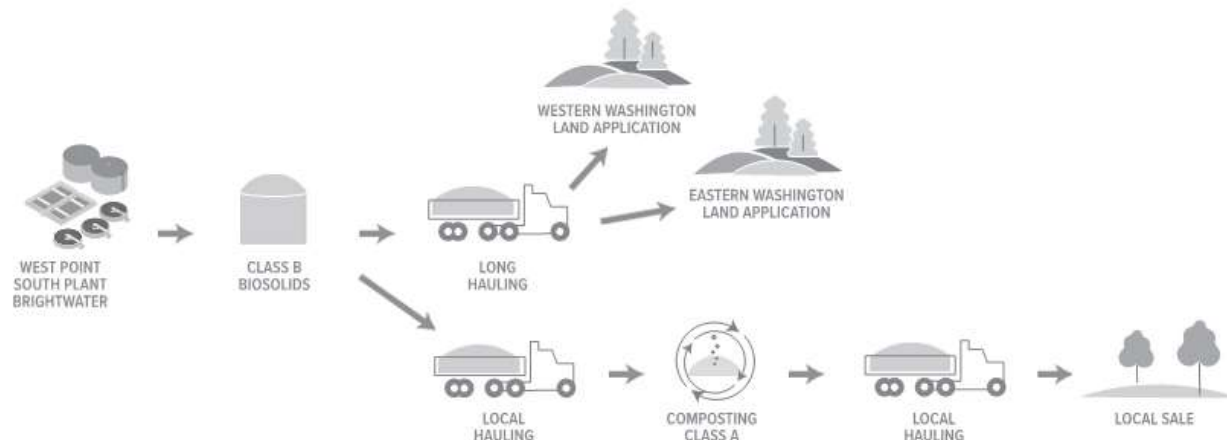 WESTERN WASHINGTON
LAND APPLICATION
EASTERN WASHINGTON
LAND APPLICATION
WEST POINT
SOUTH PLANT
BRIGHTWATER
CLASS B
BIOSOLIDS
LONG
HAULING
LOCAL
HAULING
COMPOSTING
CLASS A
LOCAL
HAULING
LOCAL SALE